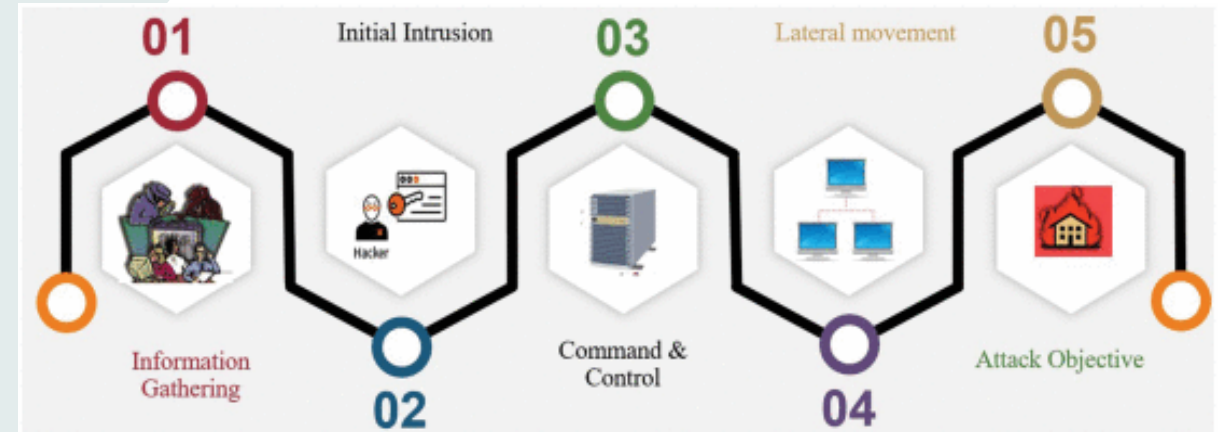 01
Initial Intrusion
03
Lateral movement
05
Hacker
Information
Gathering
02
Command &
Control
04
Attack Objective